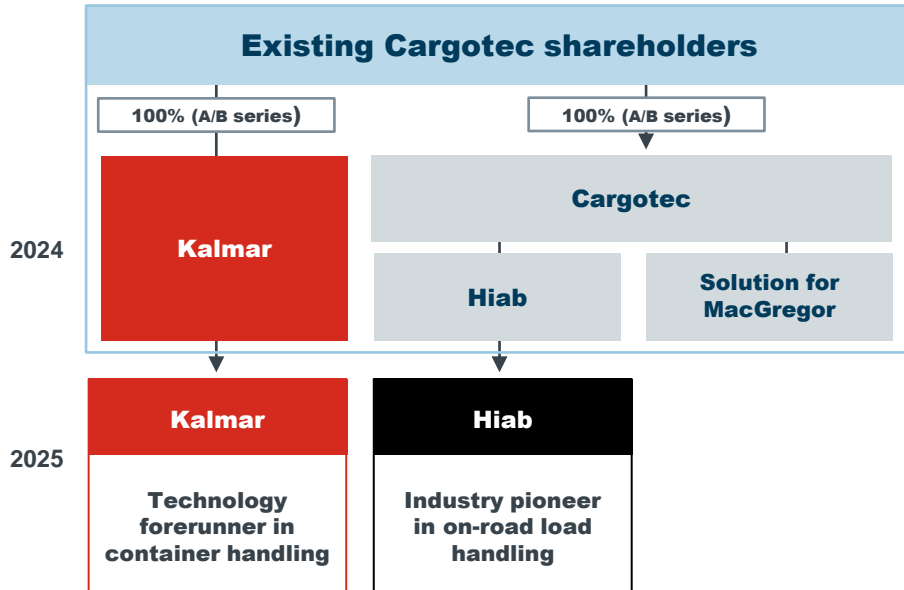 Existing Cargotec shareholders
100% (A/B series)
100% (A/B series)
2024
Kalmar
Cargotec
Hiab
Solution for
MacGregor
2025
Kalmar
Hiab
Technology
forerunner in
container handling
Industry pioneer
in on-road load
handling